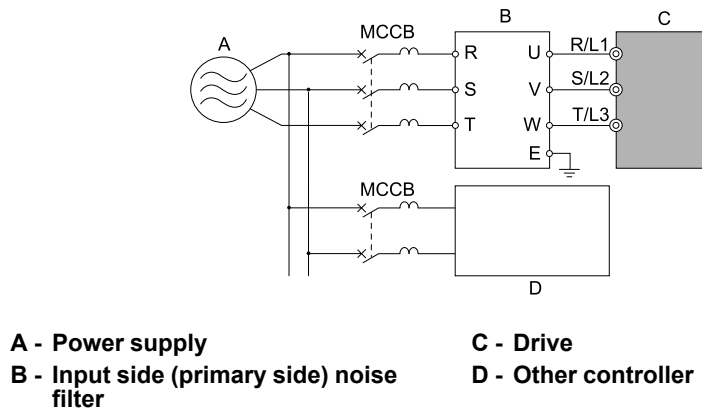 B
C
A
MCCB
R
U
R/L1
S
V
S/L2
T
W
T/L3
E
MCCB
D
A - Power supply
B - Input side (primary side) noise
filter
C - Drive
D - Other controller